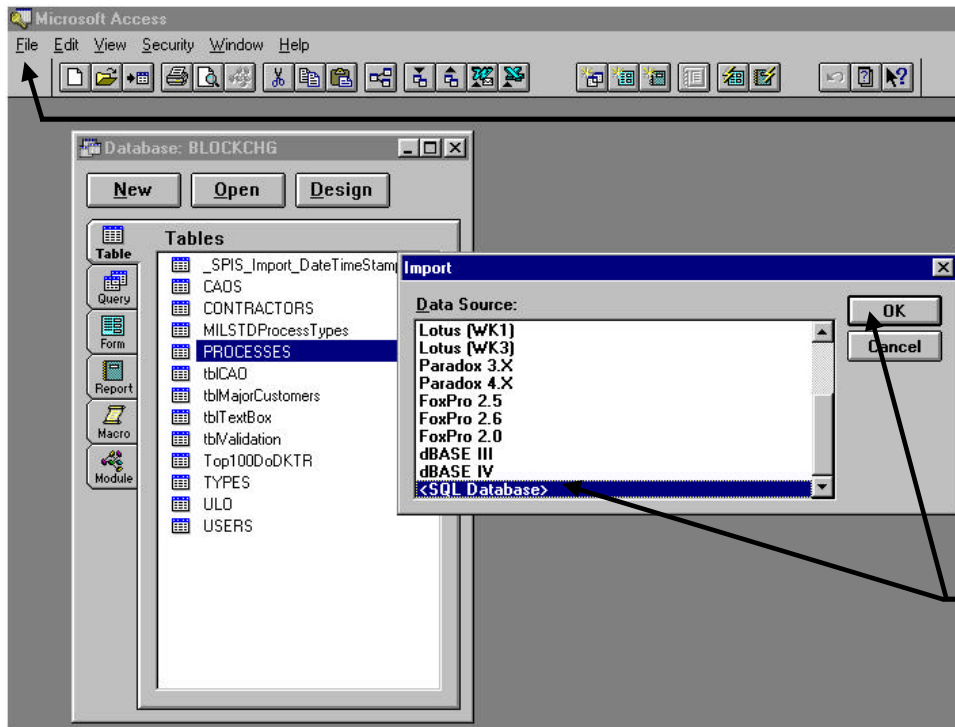 Microsoft Access
File Edit View Security Window Help
Database: BLOCKCHG
New Open Design
Table
Query
Form
Report
Macro
Module
Tables
_SPIS_Import_DateTimeStamp
CAOS
CONTRACTORS
MILSTDProcessTypes
PROCESSES
tblCAO
tblMajorCustomers
tblTextBox
tblValidation
Top100DoDKTR
TYPES
ULO
USERS
Import
Data Source:
Lotus (WK1)
Lotus (WK3)
Paradox 3.X
Paradox 4.X
FoxPro 2.5
FoxPro 2.6
FoxPro 2.0
dBASE III
dBASE IV
<SQL Database>
OK
Cancel